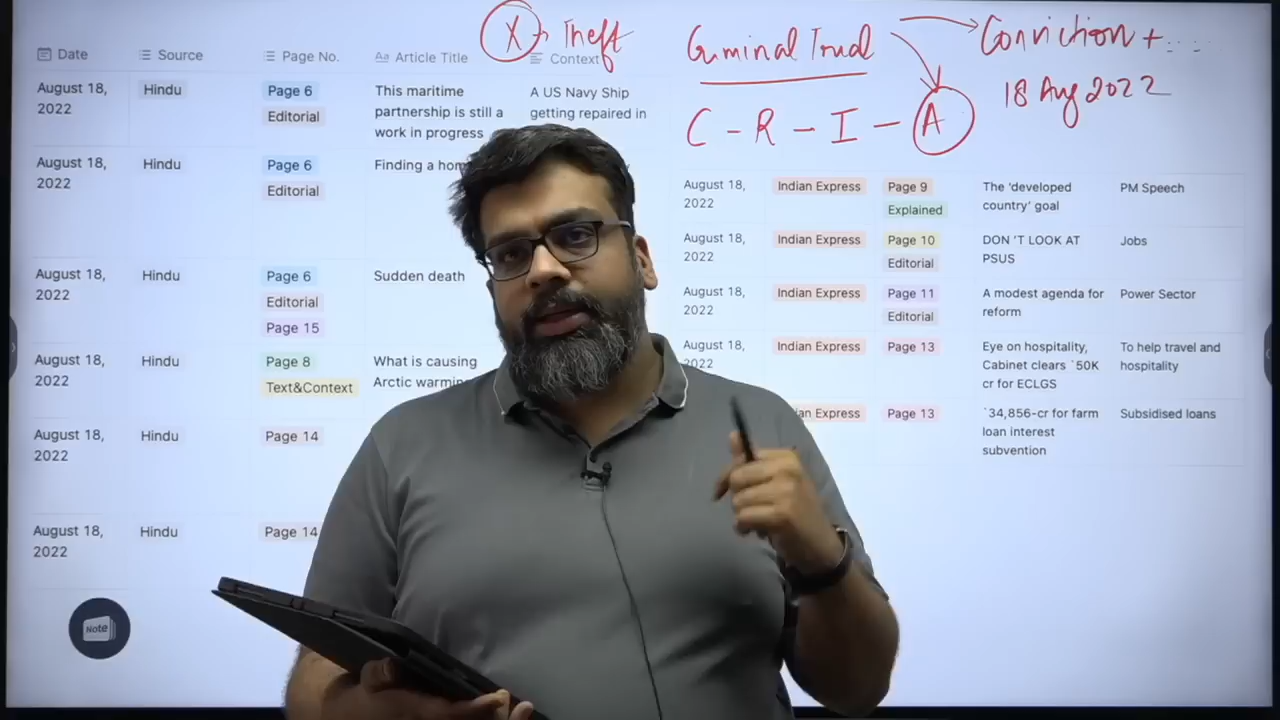 X → Theft
Criminal Trial
Conviction + ....
18 Aug 2022
C - R - I - A
Date
Source
Page No.
Aa Article Title
Context
August 18,
2022
Hindu
Page 6
Editorial
This maritime
partnership is still a
work in progress
A US Navy Ship
getting repaired in
August 18,
2022
Hindu
Page 6
Editorial
Finding a
August 18,
2022
Hindu
Page 6
Editorial
Page 15
Sudden death
August 18,
2022
Hindu
Page 8
Text&Context
What is causing
Arctic
August 18,
2022
Hindu
Page 14
August 18,
2022
Hindu
Page 14
August 18,
2022
Indian Express
Page 9
Explained
The 'developed
country' goal
PM Speech
August 18,
2022
Indian Express
Page 10
Editorial
DON 'T LOOK AT
PSUS
Jobs
August 18,
2022
Indian Express
Page 11
Editorial
A modest agenda for
reform
Power Sector
August 18,
2022
Indian Express
Page 13
Eye on hospitality,
Cabinet clears `50K
cr for ECLGS
To help travel and
hospitality
Express
Page 13
`34,856-cr for farm
loan interest
subvention
Subsidised loans
Note